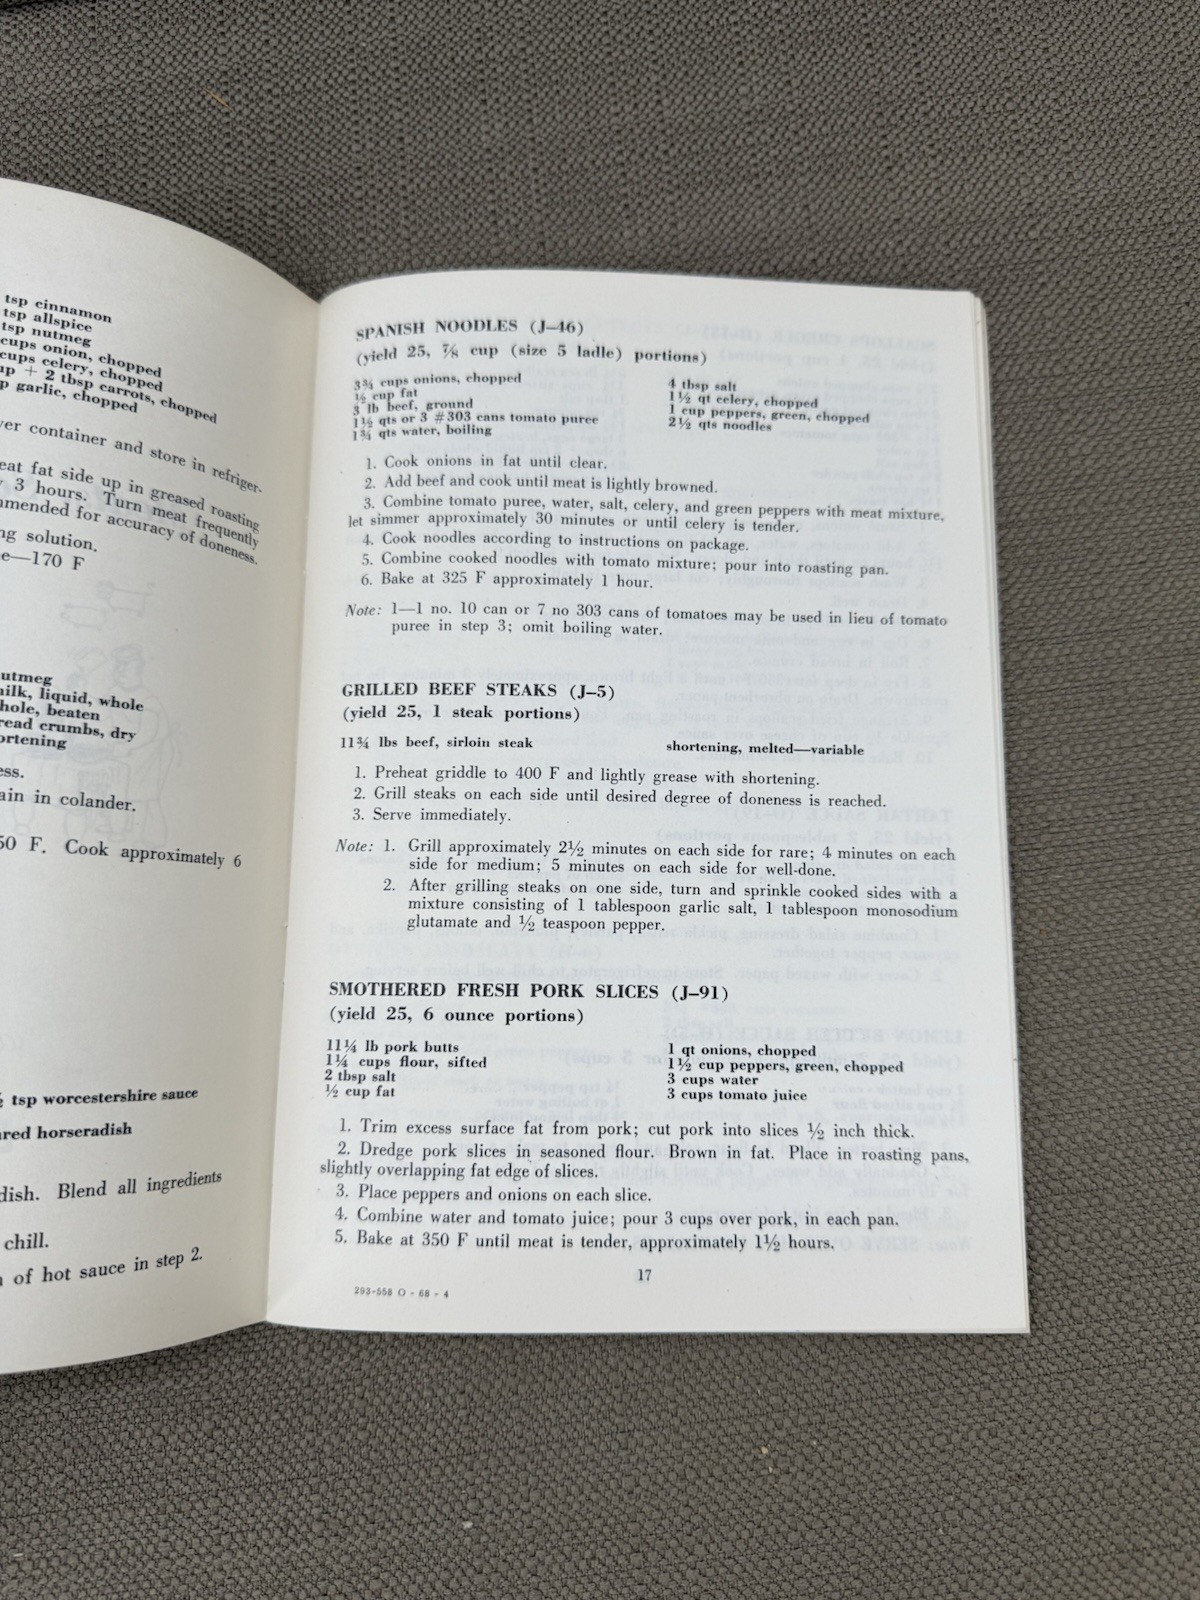 tsp cinnamon
tsp allspice
tsp nutmeg
cups onion, chopped
cups celery, chopped
up + 2 tbsp carrots, chopped
p garlic, chopped
ver container and store in refriger-
eat fat side up in greased roasting
y 3 hours. Turn meat frequently
mmended for accuracy of doneness.
ng solution.
e—170 F
utmeg
nilk, liquid, whole
hole, beaten
read crumbs, dry
ortening
ess.
ain in colander.
50 F. Cook approximately 6
½ tsp worcestershire sauce
ared horseradish
dish. Blend all ingredients
chill.
n of hot sauce in step 2.
SPANISH NOODLES (J–46)
(yield 25, ⅞ cup (size 5 ladle) portions)
3¾ cups onions, chopped
½ cup fat
3 lb beef, ground
1½ qts or 3 #303 cans tomato puree
1¾ qts water, boiling
4 tbsp salt
1½ qt celery, chopped
1 cup peppers, green, chopped
2½ qts noodles
1. Cook onions in fat until clear.
2. Add beef and cook until meat is lightly browned.
3. Combine tomato puree, water, salt, celery, and green peppers with meat mixture,
let simmer approximately 30 minutes or until celery is tender.
4. Cook noodles according to instructions on package.
5. Combine cooked noodles with tomato mixture; pour into roasting pan.
6. Bake at 325 F approximately 1 hour.
Note: 1—1 no. 10 can or 7 no 303 cans of tomatoes may be used in lieu of tomato
puree in step 3; omit boiling water.
GRILLED BEEF STEAKS (J–5)
(yield 25, 1 steak portions)
11¾ lbs beef, sirloin steak
shortening, melted—variable
1. Preheat griddle to 400 F and lightly grease with shortening.
2. Grill steaks on each side until desired degree of doneness is reached.
3. Serve immediately.
Note: 1. Grill approximately 2½ minutes on each side for rare; 4 minutes on each
side for medium; 5 minutes on each side for well-done.
2. After grilling steaks on one side, turn and sprinkle cooked sides with a
mixture consisting of 1 tablespoon garlic salt, 1 tablespoon monosodium
glutamate and ½ teaspoon pepper.
SMOTHERED FRESH PORK SLICES (J–91)
(yield 25, 6 ounce portions)
11¼ lb pork butts
1¼ cups flour, sifted
2 tbsp salt
½ cup fat
1 qt onions, chopped
1½ cup peppers, green, chopped
3 cups water
3 cups tomato juice
1. Trim excess surface fat from pork; cut pork into slices ½ inch thick.
2. Dredge pork slices in seasoned flour. Brown in fat. Place in roasting pans,
slightly overlapping fat edge of slices.
3. Place peppers and onions on each slice.
4. Combine water and tomato juice; pour 3 cups over pork, in each pan.
5. Bake at 350 F until meat is tender, approximately 1½ hours.
17
293-558 O - 68 - 4